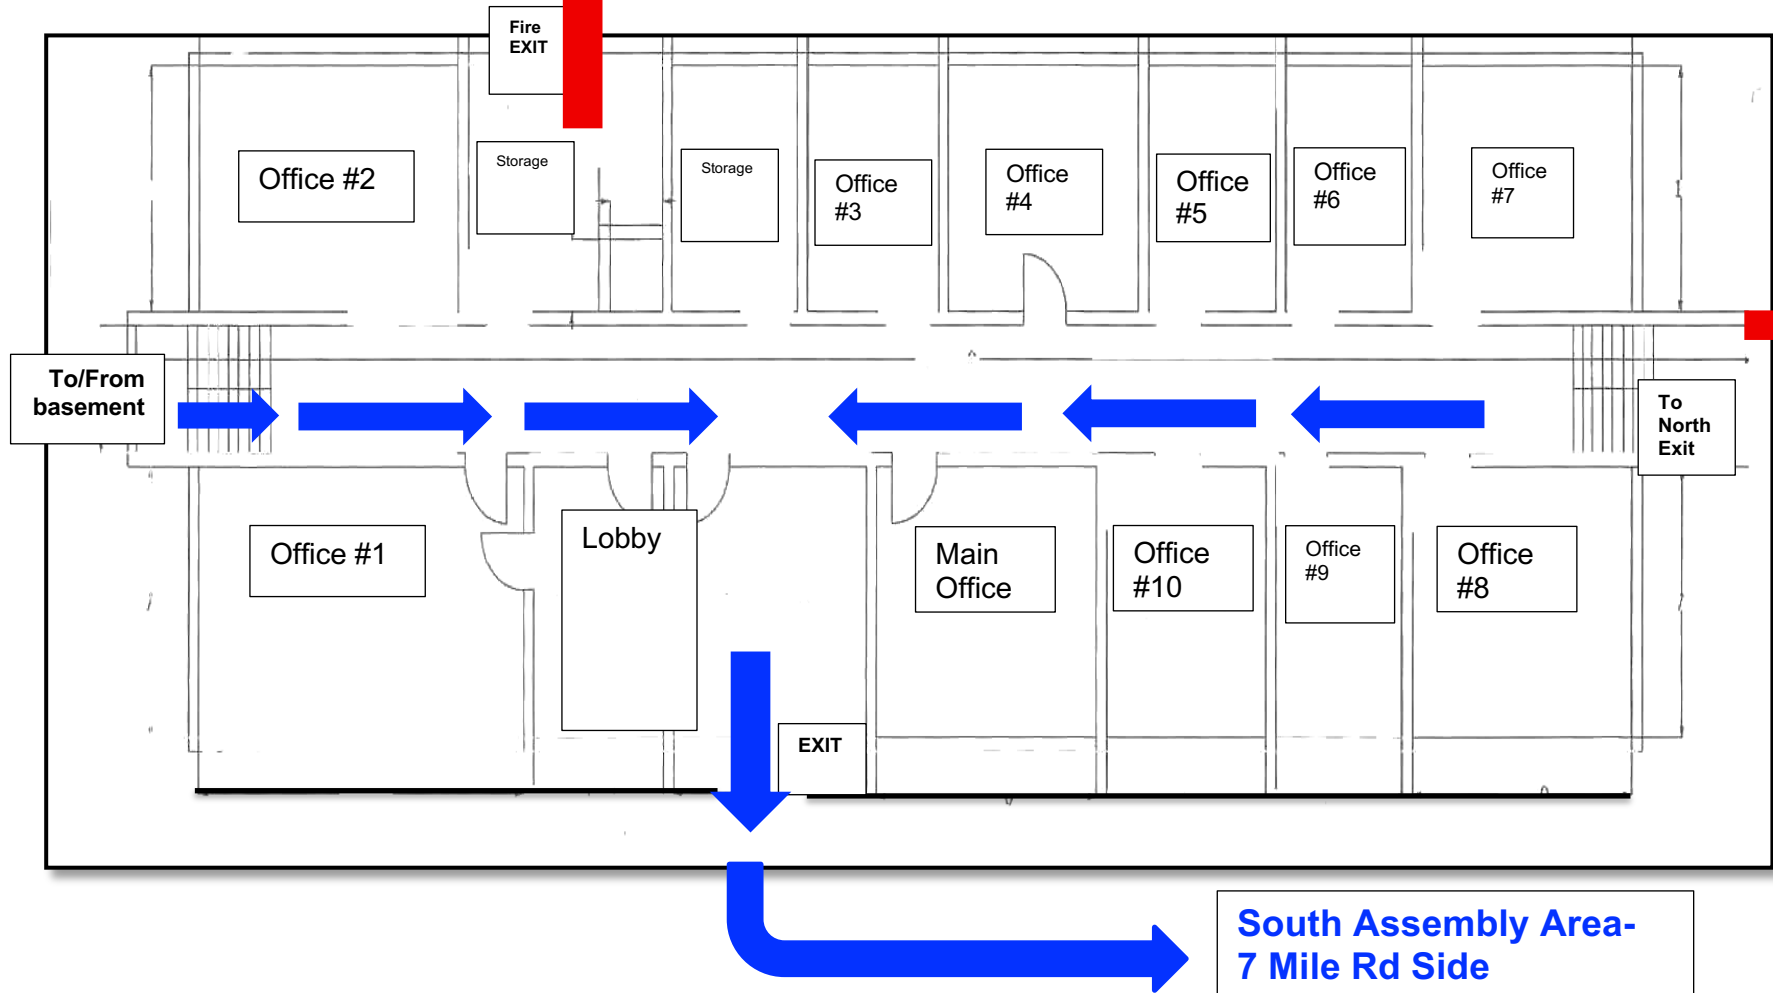 Fire
EXIT
Office #2
Storage
Storage
Office
#3
Office
#4
Office
#5
Office
#6
Office
#7
To/From
basement
To
North
Exit
Office #1
Lobby
Main
Office
Office
#10
Office
#9
Office
#8
EXIT
South Assembly Area-
7 Mile Rd Side